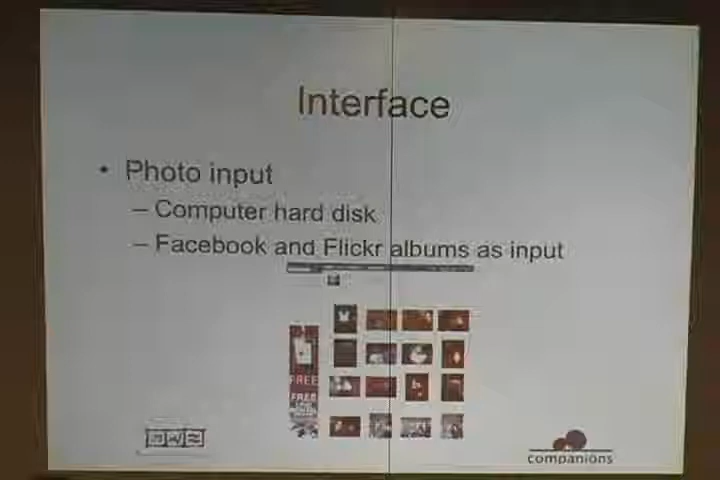 Interface
• Photo input
– Computer hard disk
– Facebook and Flickr albums as input
FREE
FREE
companions